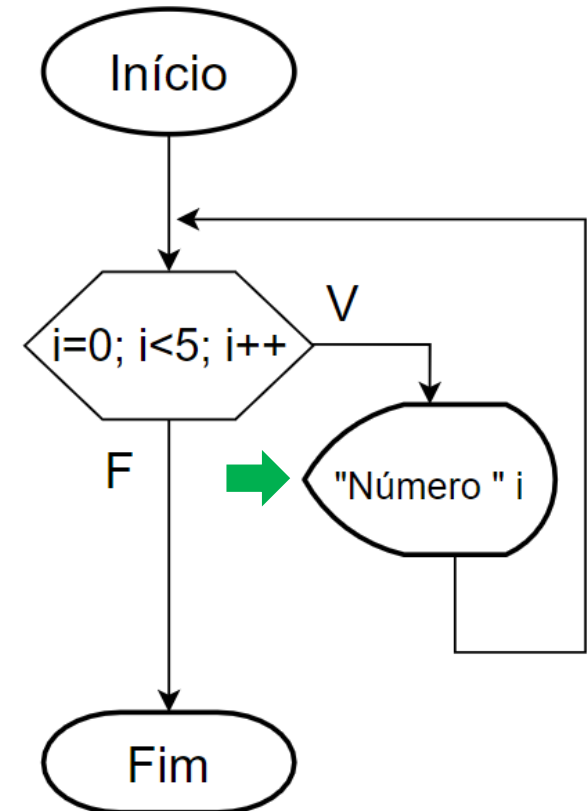 Início
i=0; i<5; i++
V
F
"Número " i
Fim